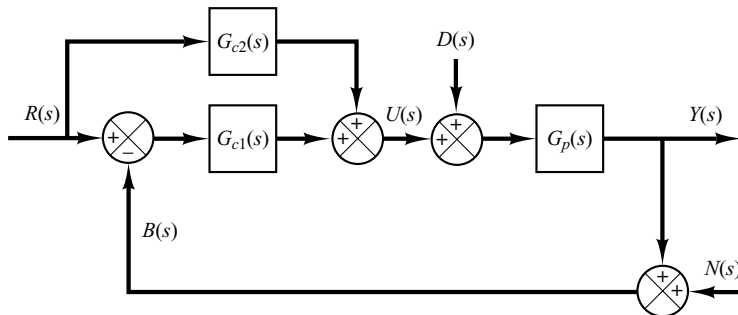 G_{c2}(s)
D(s)
R(s)
+
U(s)
Y(s)
+
−
G_{c1}(s)
+
+
+
G_p(s)
B(s)
N(s)
+
+